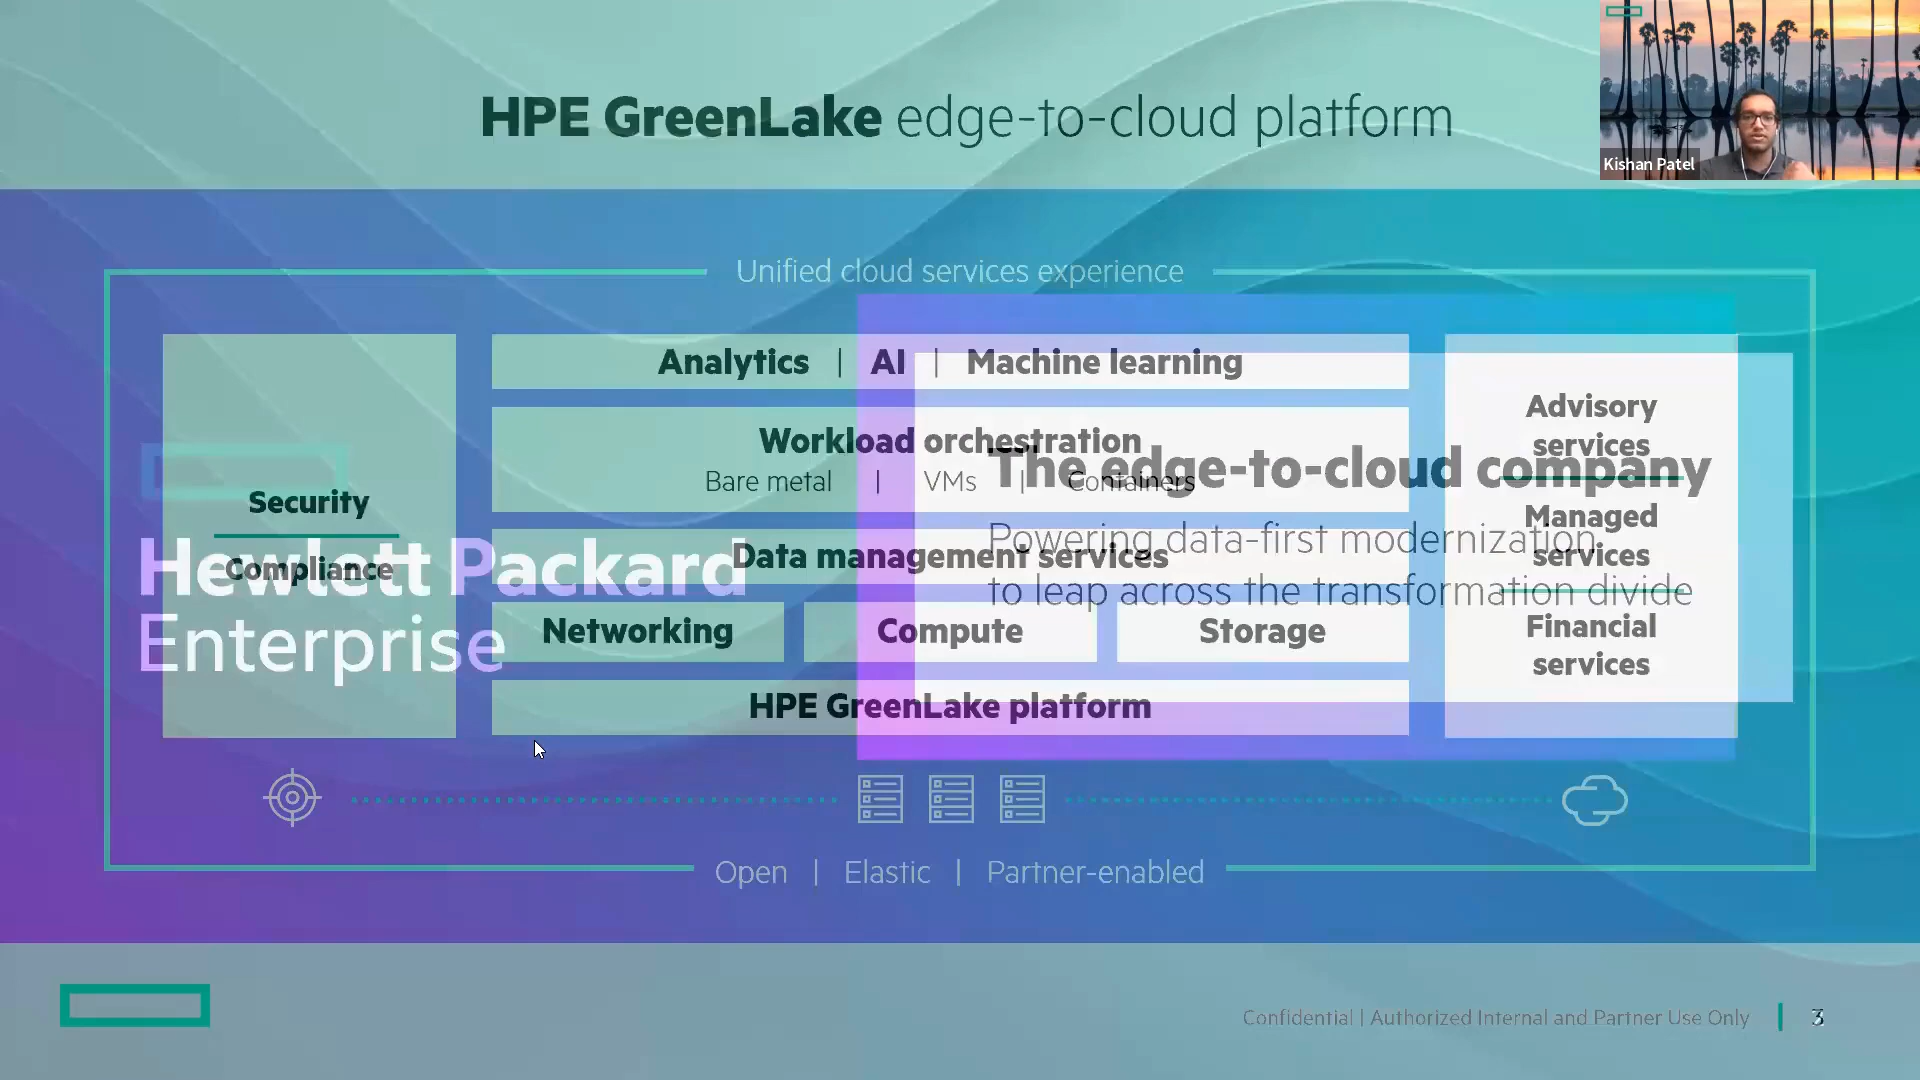 HPE GreenLake edge-to-cloud platform
Kishan Patel
Unified cloud services experience
Analytics | AI | Machine learning
Workload orchestration
Bare metal | VMs | Containers
Data management services
Networking
Compute
Storage
HPE GreenLake platform
Security
Compliance
Advisory
services
Managed
services
Financial
services
Hewlett Packard
Enterprise
The edge-to-cloud company
Powering data-first modernization
to leap across the transformation divide
Open | Elastic | Partner-enabled
Confidential | Authorized Internal and Partner Use Only
3